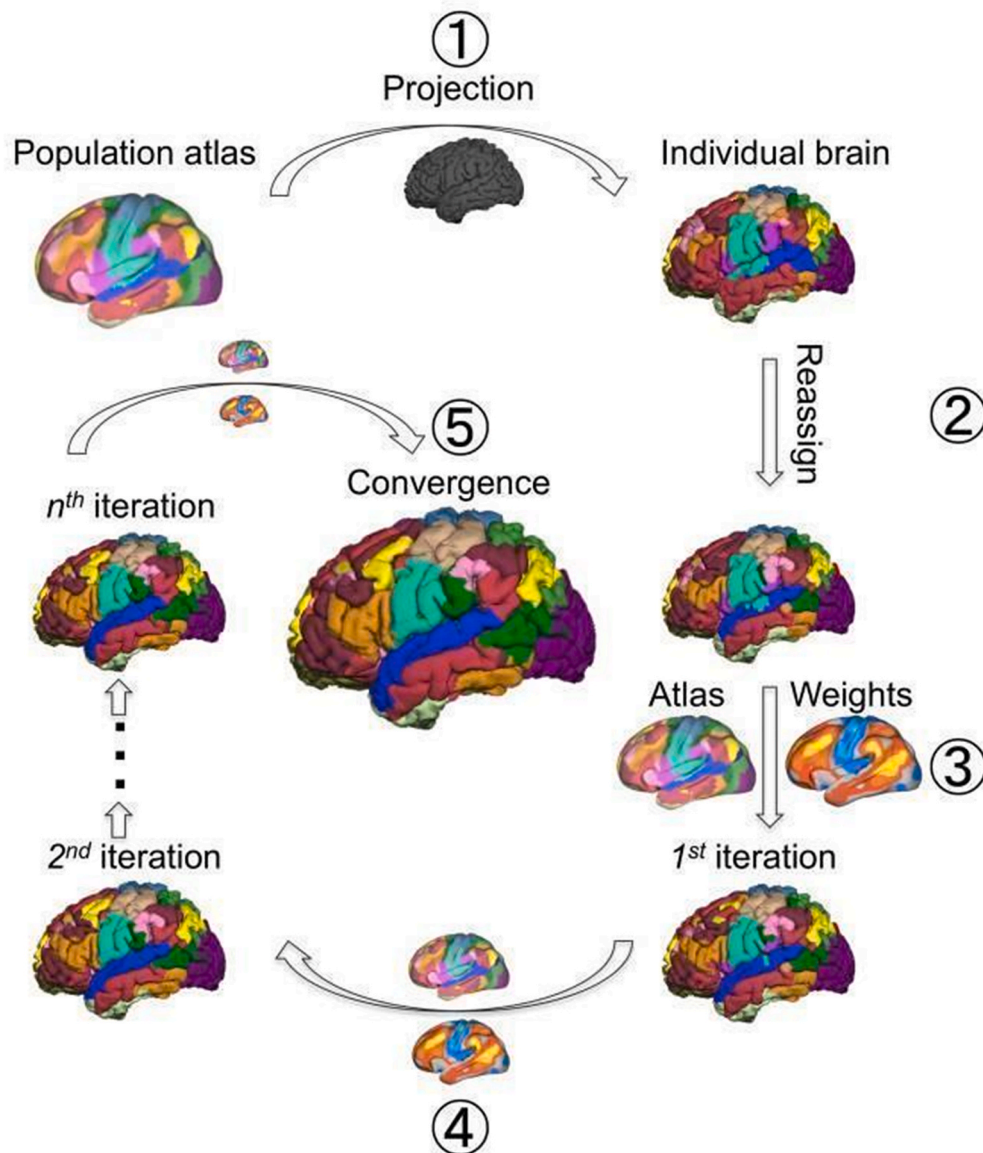 ①
Projection
Population atlas
Individual brain
Reassign
②
⑤
Convergence
nth iteration
Atlas
Weights
③
2nd iteration
1st iteration
④